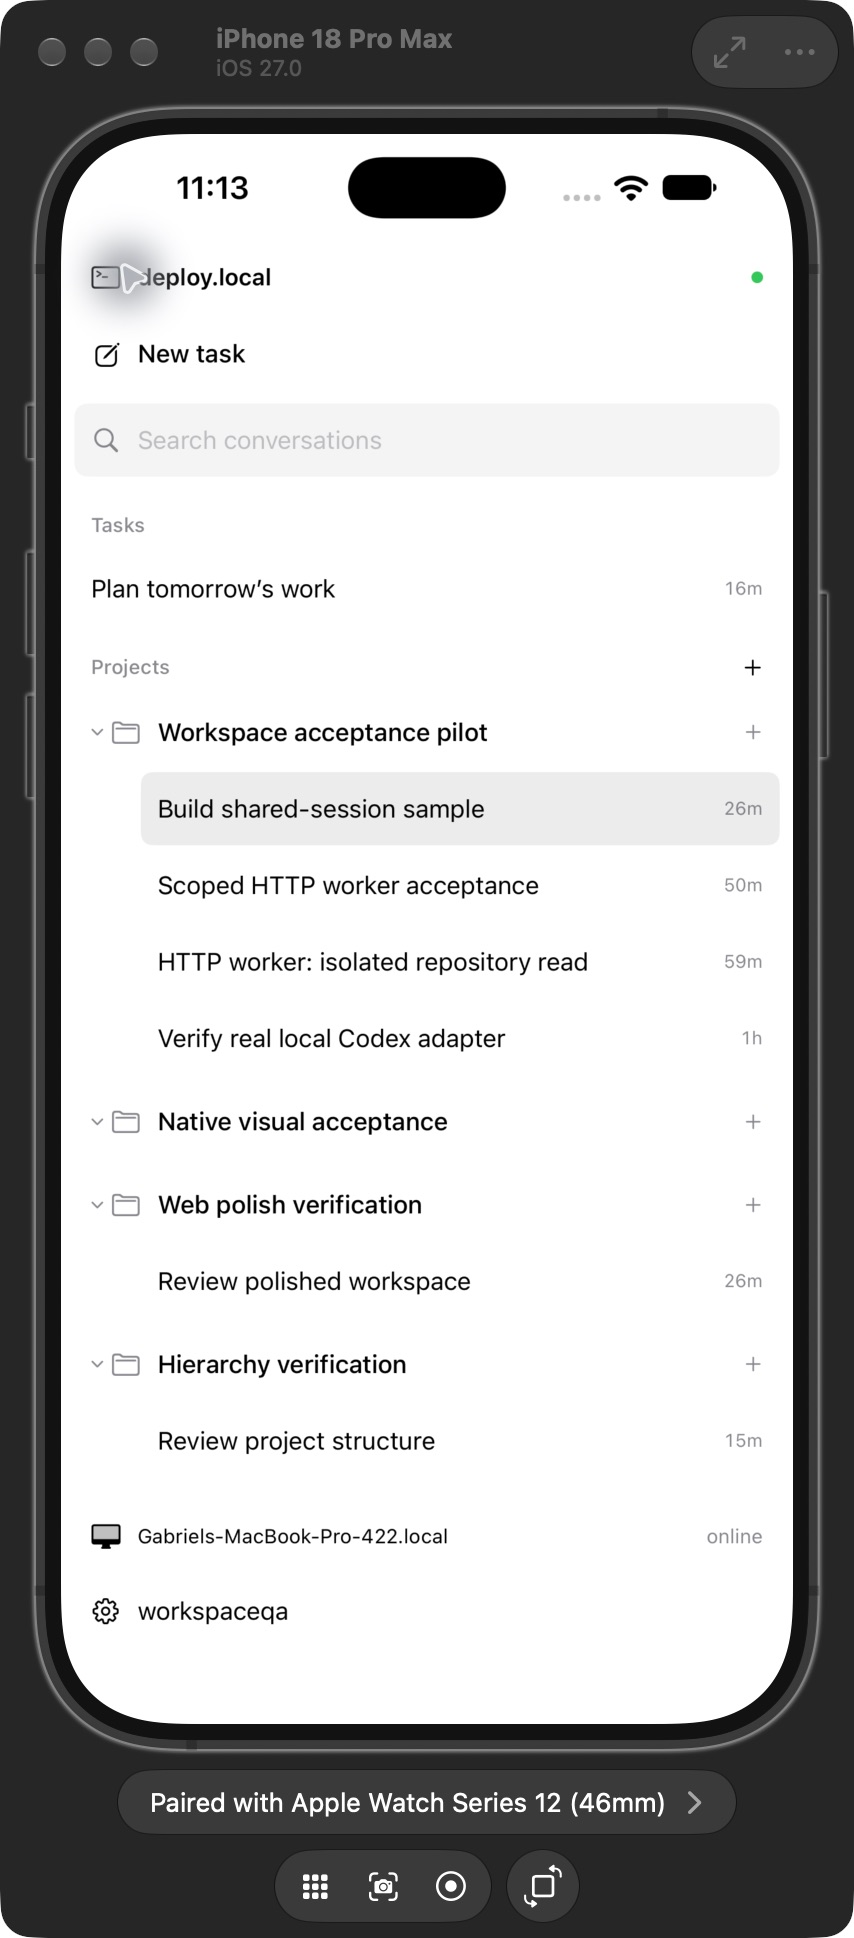 iPhone 18 Pro Max
iOS 27.0
11:13
deploy.local
New task
Search conversations
Tasks
Plan tomorrow’s work 16m
Projects
Workspace acceptance pilot
Build shared-session sample 26m
Scoped HTTP worker acceptance 50m
HTTP worker: isolated repository read 59m
Verify real local Codex adapter 1h
Native visual acceptance
Web polish verification
Review polished workspace 26m
Hierarchy verification
Review project structure 15m
Gabriels-MacBook-Pro-422.local online
workspaceqa
Paired with Apple Watch Series 12 (46mm)